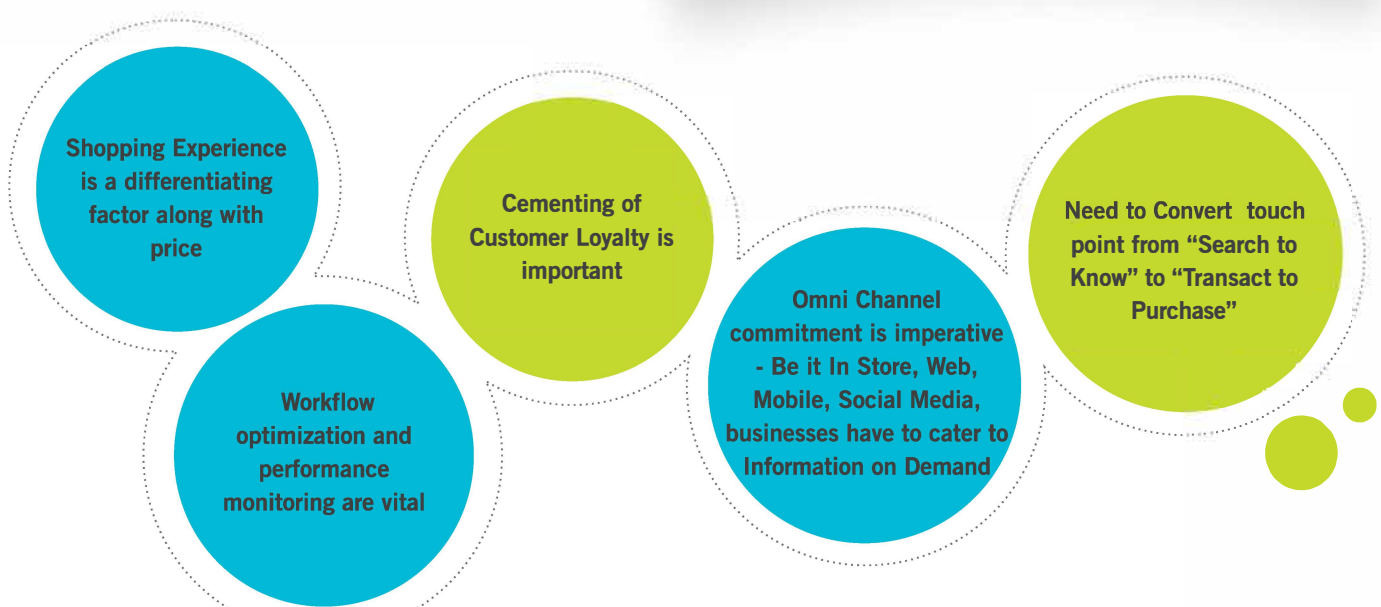 Shopping Experience
is a differentiating
factor along with
price
Workflow
optimization and
performance
monitoring are vital
Cementing of
Customer Loyalty is
important
Omni Channel
commitment is imperative
- Be it In Store, Web,
Mobile, Social Media,
businesses have to cater to
Information on Demand
Need to Convert  touch
point from “Search to
Know” to “Transact to
Purchase”